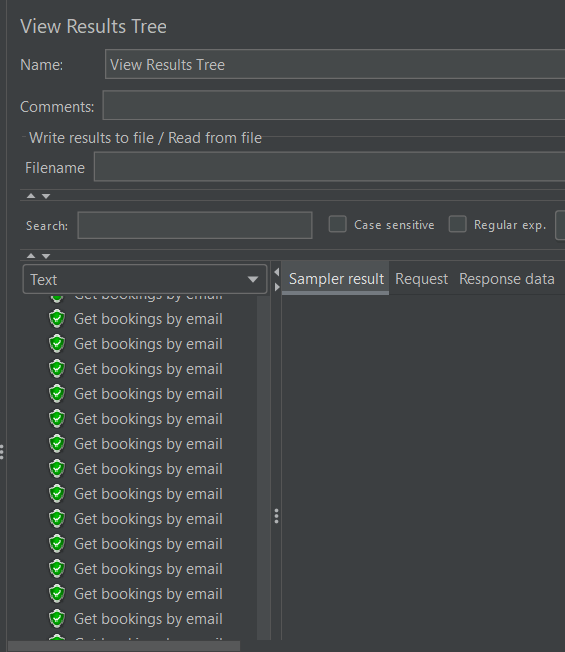 View Results Tree
Name: View Results Tree
Comments:
Write results to file / Read from file
Filename
Search: Case sensitive Regular exp.
Text Sampler result Request Response data
Get bookings by email
Get bookings by email
Get bookings by email
Get bookings by email
Get bookings by email
Get bookings by email
Get bookings by email
Get bookings by email
Get bookings by email
Get bookings by email
Get bookings by email
Get bookings by email
Get bookings by email
Get bookings by email